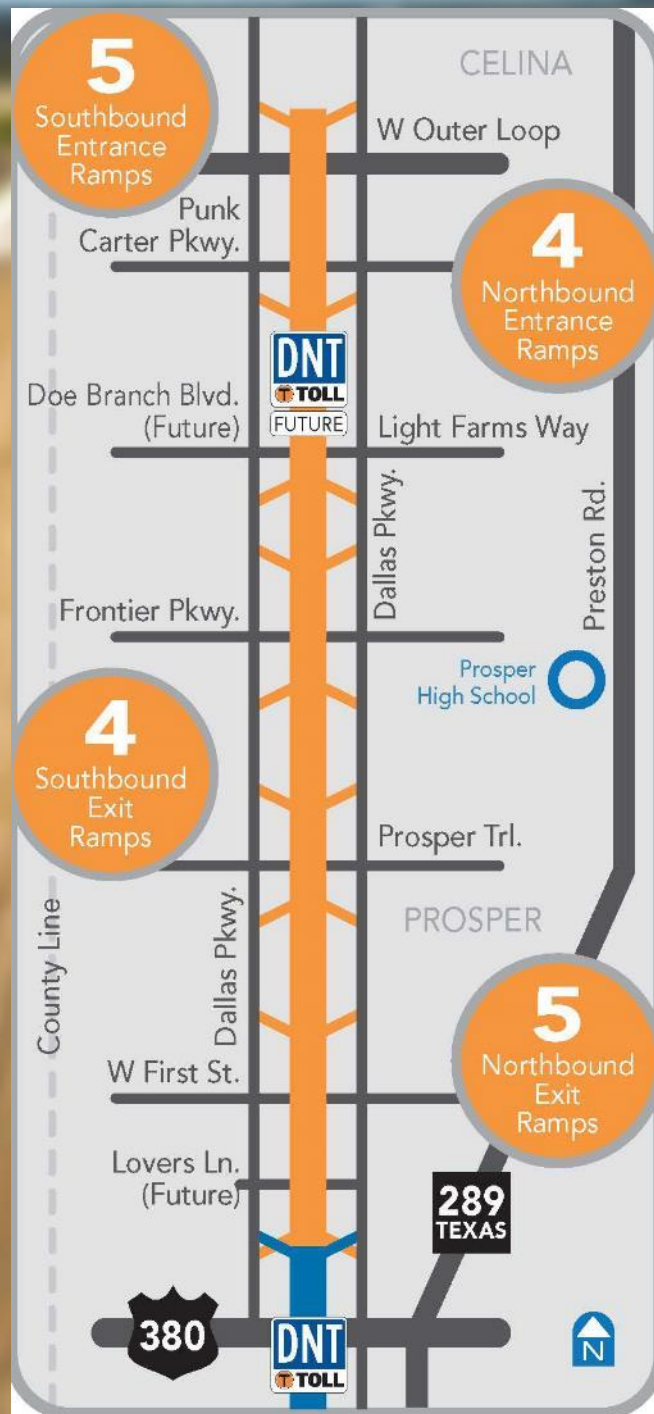 CELINA
5
Southbound
Entrance
Ramps
W Outer Loop
Punk
Carter Pkwy.
4
Northbound
Entrance
Ramps
DNT
TOLL
FUTURE
Doe Branch Blvd.
(Future)
Light Farms Way
Dallas Pkwy.
Preston Rd.
Frontier Pkwy.
Prosper
High School
4
Southbound
Exit
Ramps
Prosper Trl.
County Line
Dallas Pkwy.
PROSPER
5
Northbound
Exit
Ramps
W First St.
Lovers Ln.
(Future)
289
TEXAS
380
DNT
TOLL
N